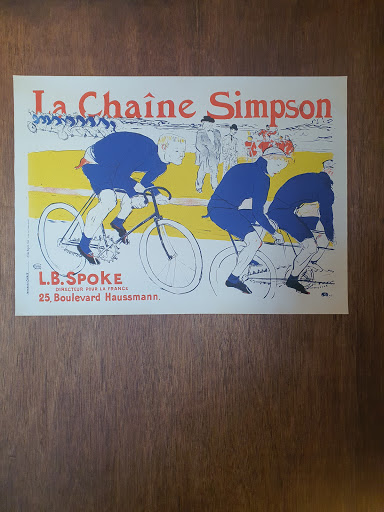 La Chaîne Simpson
L.B. SPOKE
DIRECTEUR POUR LA FRANCE
25, Boulevard Haussmann.